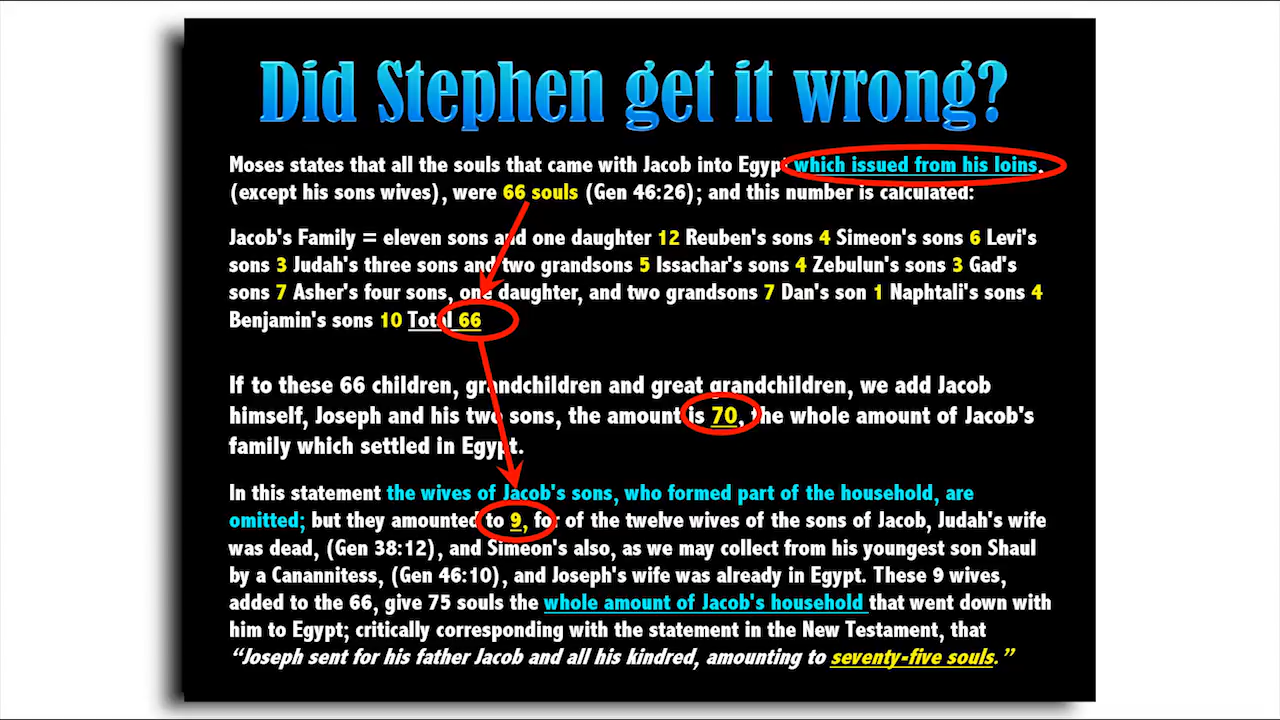 Did Stephen get it wrong?
Moses states that all the souls that came with Jacob into Egypt which issued from his loins,
(except his sons wives), were 66 souls (Gen 46:26); and this number is calculated:
Jacob's Family = eleven sons and one daughter 12 Reuben's sons 4 Simeon's sons 6 Levi's
sons 3 Judah's three sons and two grandsons 5 Issachar's sons 4 Zebulun's sons 3 Gad's
sons 7 Asher's four sons, one daughter, and two grandsons 7 Dan's son 1 Naphtali's sons 4
Benjamin's sons 10 Total 66
If to these 66 children, grandchildren and great grandchildren, we add Jacob
himself, Joseph and his two sons, the amount is 70, the whole amount of Jacob's
family which settled in Egypt.
In this statement the wives of Jacob's sons, who formed part of the household, are
omitted; but they amounted to 9, for of the twelve wives of the sons of Jacob, Judah's wife
was dead, (Gen 38:12), and Simeon's also, as we may collect from his youngest son Shaul
by a Canannitess, (Gen 46:10), and Joseph's wife was already in Egypt. These 9 wives,
added to the 66, give 75 souls the whole amount of Jacob's household that went down with
him to Egypt; critically corresponding with the statement in the New Testament, that
“Joseph sent for his father Jacob and all his kindred, amounting to seventy-five souls.”